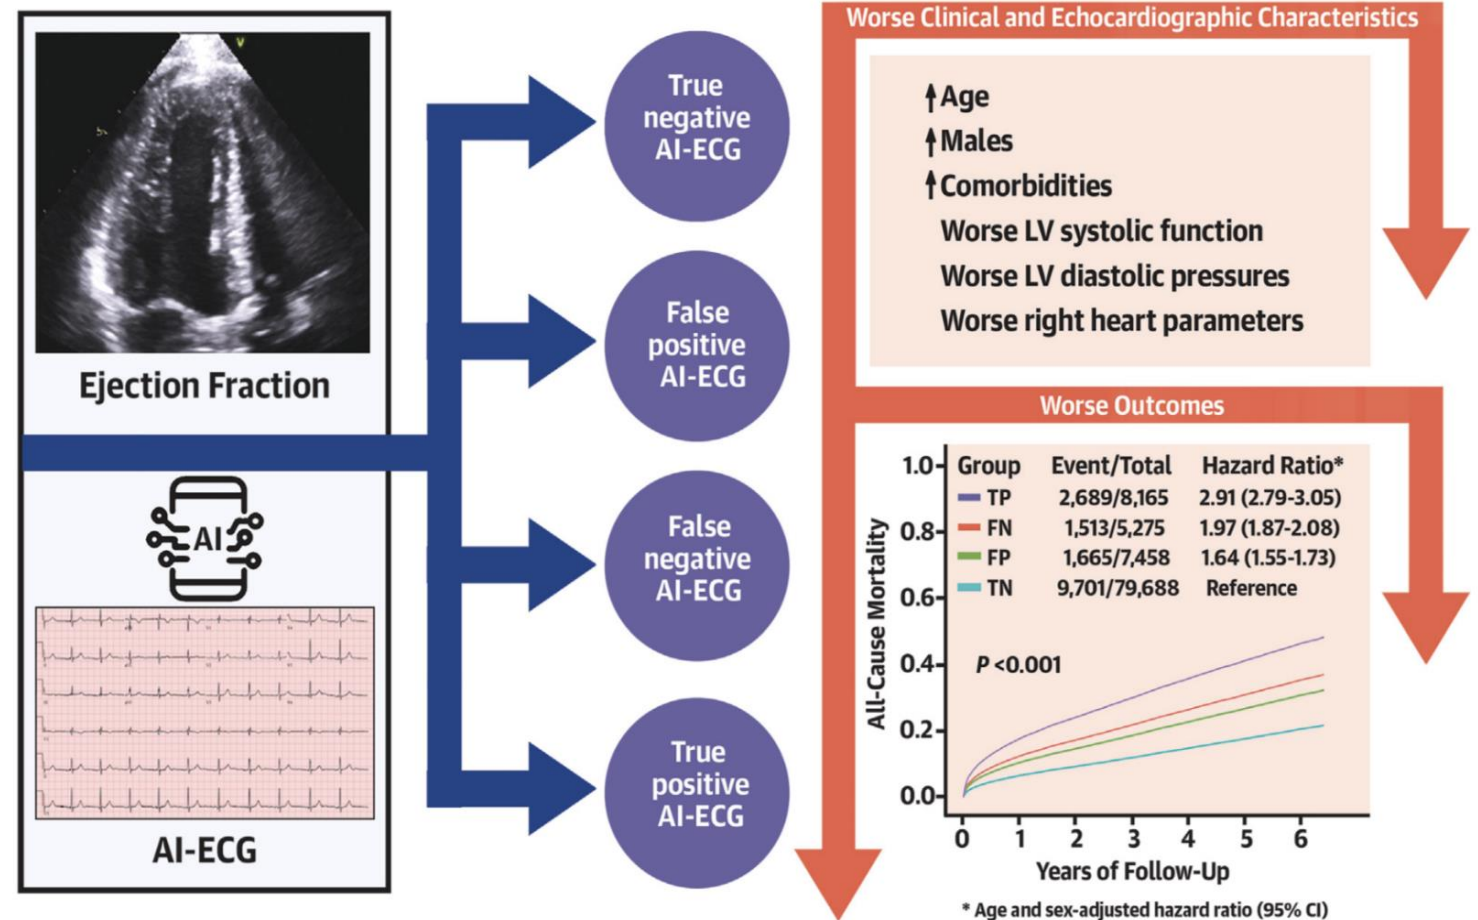 V
Ejection Fraction
AI
AI-ECG
True
negative
AI-ECG
False
positive
AI-ECG
False
negative
AI-ECG
True
positive
AI-ECG
Worse Clinical and Echocardiographic Characteristics
Age
Males
Comorbidities
Worse LV systolic function
Worse LV diastolic pressures
Worse right heart parameters
Worse Outcomes
Group Event/Total Hazard Ratio*
TP 2,689/8,165 2.91 (2.79-3.05)
FN 1,513/5,275 1.97 (1.87-2.08)
FP 1,665/7,458 1.64 (1.55-1.73)
TN 9,701/79,688 Reference
P <0.001
All-Cause Mortality
1.0
0.8
0.6
0.4
0.2
0.0
0 1 2 3 4 5 6
Years of Follow-Up
* Age and sex-adjusted hazard ratio (95% CI)